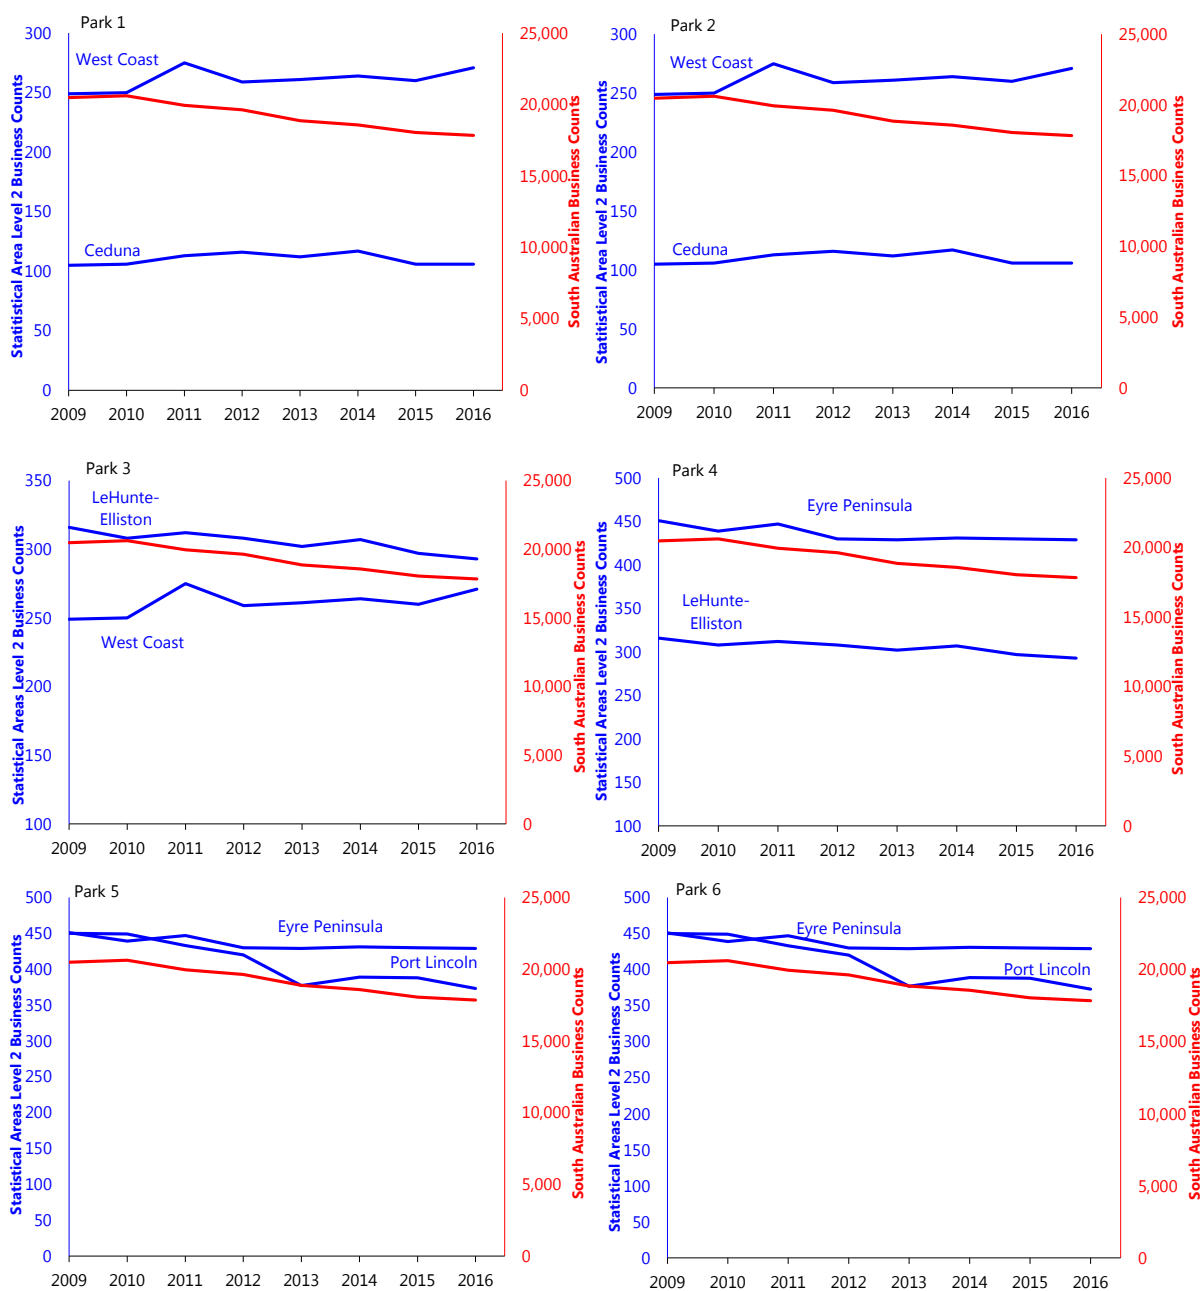 Park 1
Statitistical Area Level 2 Business Counts
300
250
200
150
100
50
0
West Coast
Ceduna
25,000
20,000
15,000
10,000
5,000
0
South Australian Business Counts
2009 2010 2011 2012 2013 2014 2015 2016
Park 2
Statitistical Area Level 2 Business Counts
300
250
200
150
100
50
0
West Coast
Ceduna
25,000
20,000
15,000
10,000
5,000
0
South Australian Business Counts
2009 2010 2011 2012 2013 2014 2015 2016
Park 3
Statistical Areas Level 2 Business Counts
350
300
250
200
150
100
LeHunte-
Elliston
West Coast
25,000
20,000
15,000
10,000
5,000
0
South Australian Business Counts
2009 2010 2011 2012 2013 2014 2015 2016
Park 4
Statistical Areas Level 2 Business Counts
500
450
400
350
300
250
200
150
100
Eyre Peninsula
LeHunte-
Elliston
25,000
20,000
15,000
10,000
5,000
0
South Australian Business Counts
2009 2010 2011 2012 2013 2014 2015 2016
Park 5
Statistical Areas Level 2 Business Counts
500
450
400
350
300
250
200
150
100
50
0
Eyre Peninsula
Port Lincoln
25,000
20,000
15,000
10,000
5,000
0
South Australian Business Counts
2009 2010 2011 2012 2013 2014 2015 2016
Park 6
Statistical Areas Level 2 Business Counts
500
450
400
350
300
250
200
150
100
50
0
Eyre Peninsula
Port Lincoln
25,000
20,000
15,000
10,000
5,000
0
South Australian Business Counts
2009 2010 2011 2012 2013 2014 2015 2016